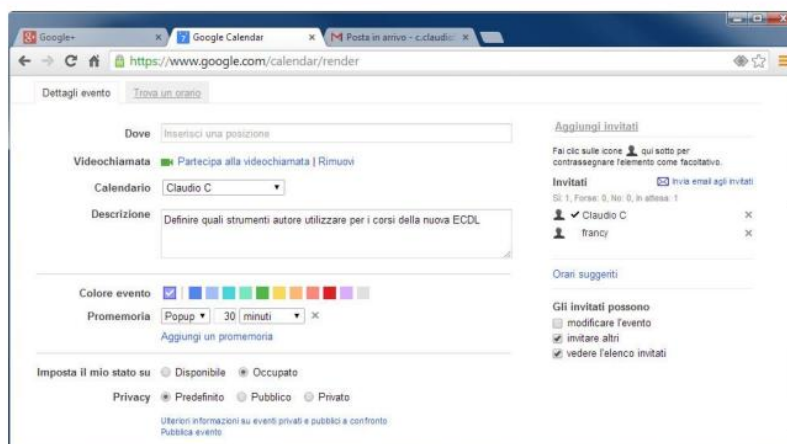 Google+
Google Calendar
Posta in arrivo - c.claudio
https://www.google.com/calendar/render
Dettagli evento
Trova un orario
Dove
Inserisci una posizione
Videochiamata
Partecipa alla videochiamata | Rimuovi
Calendario
Claudio C
Descrizione
Definire quali strumenti autore utilizzare per i corsi della nuova ECDL
Colore evento
Promemoria
Popup
30
minuti
Aggiungi un promemoria
Imposta il mio stato su
Disponibile
Occupato
Privacy
Predefinito
Pubblico
Privato
Ulteriori informazioni su eventi privati e pubblici a confronto
Pubblica evento
Aggiungi invitati
Fai clic sulle icone qui sotto per
contrassegnare l'elemento come facoltativo.
Invitati
Invia email agli invitati
Sì: 1, Forse: 0, No: 0, In attesa: 1
Claudio C
francy
Orari suggeriti
Gli invitati possono
modificare l'evento
invitare altri
vedere l'elenco invitati